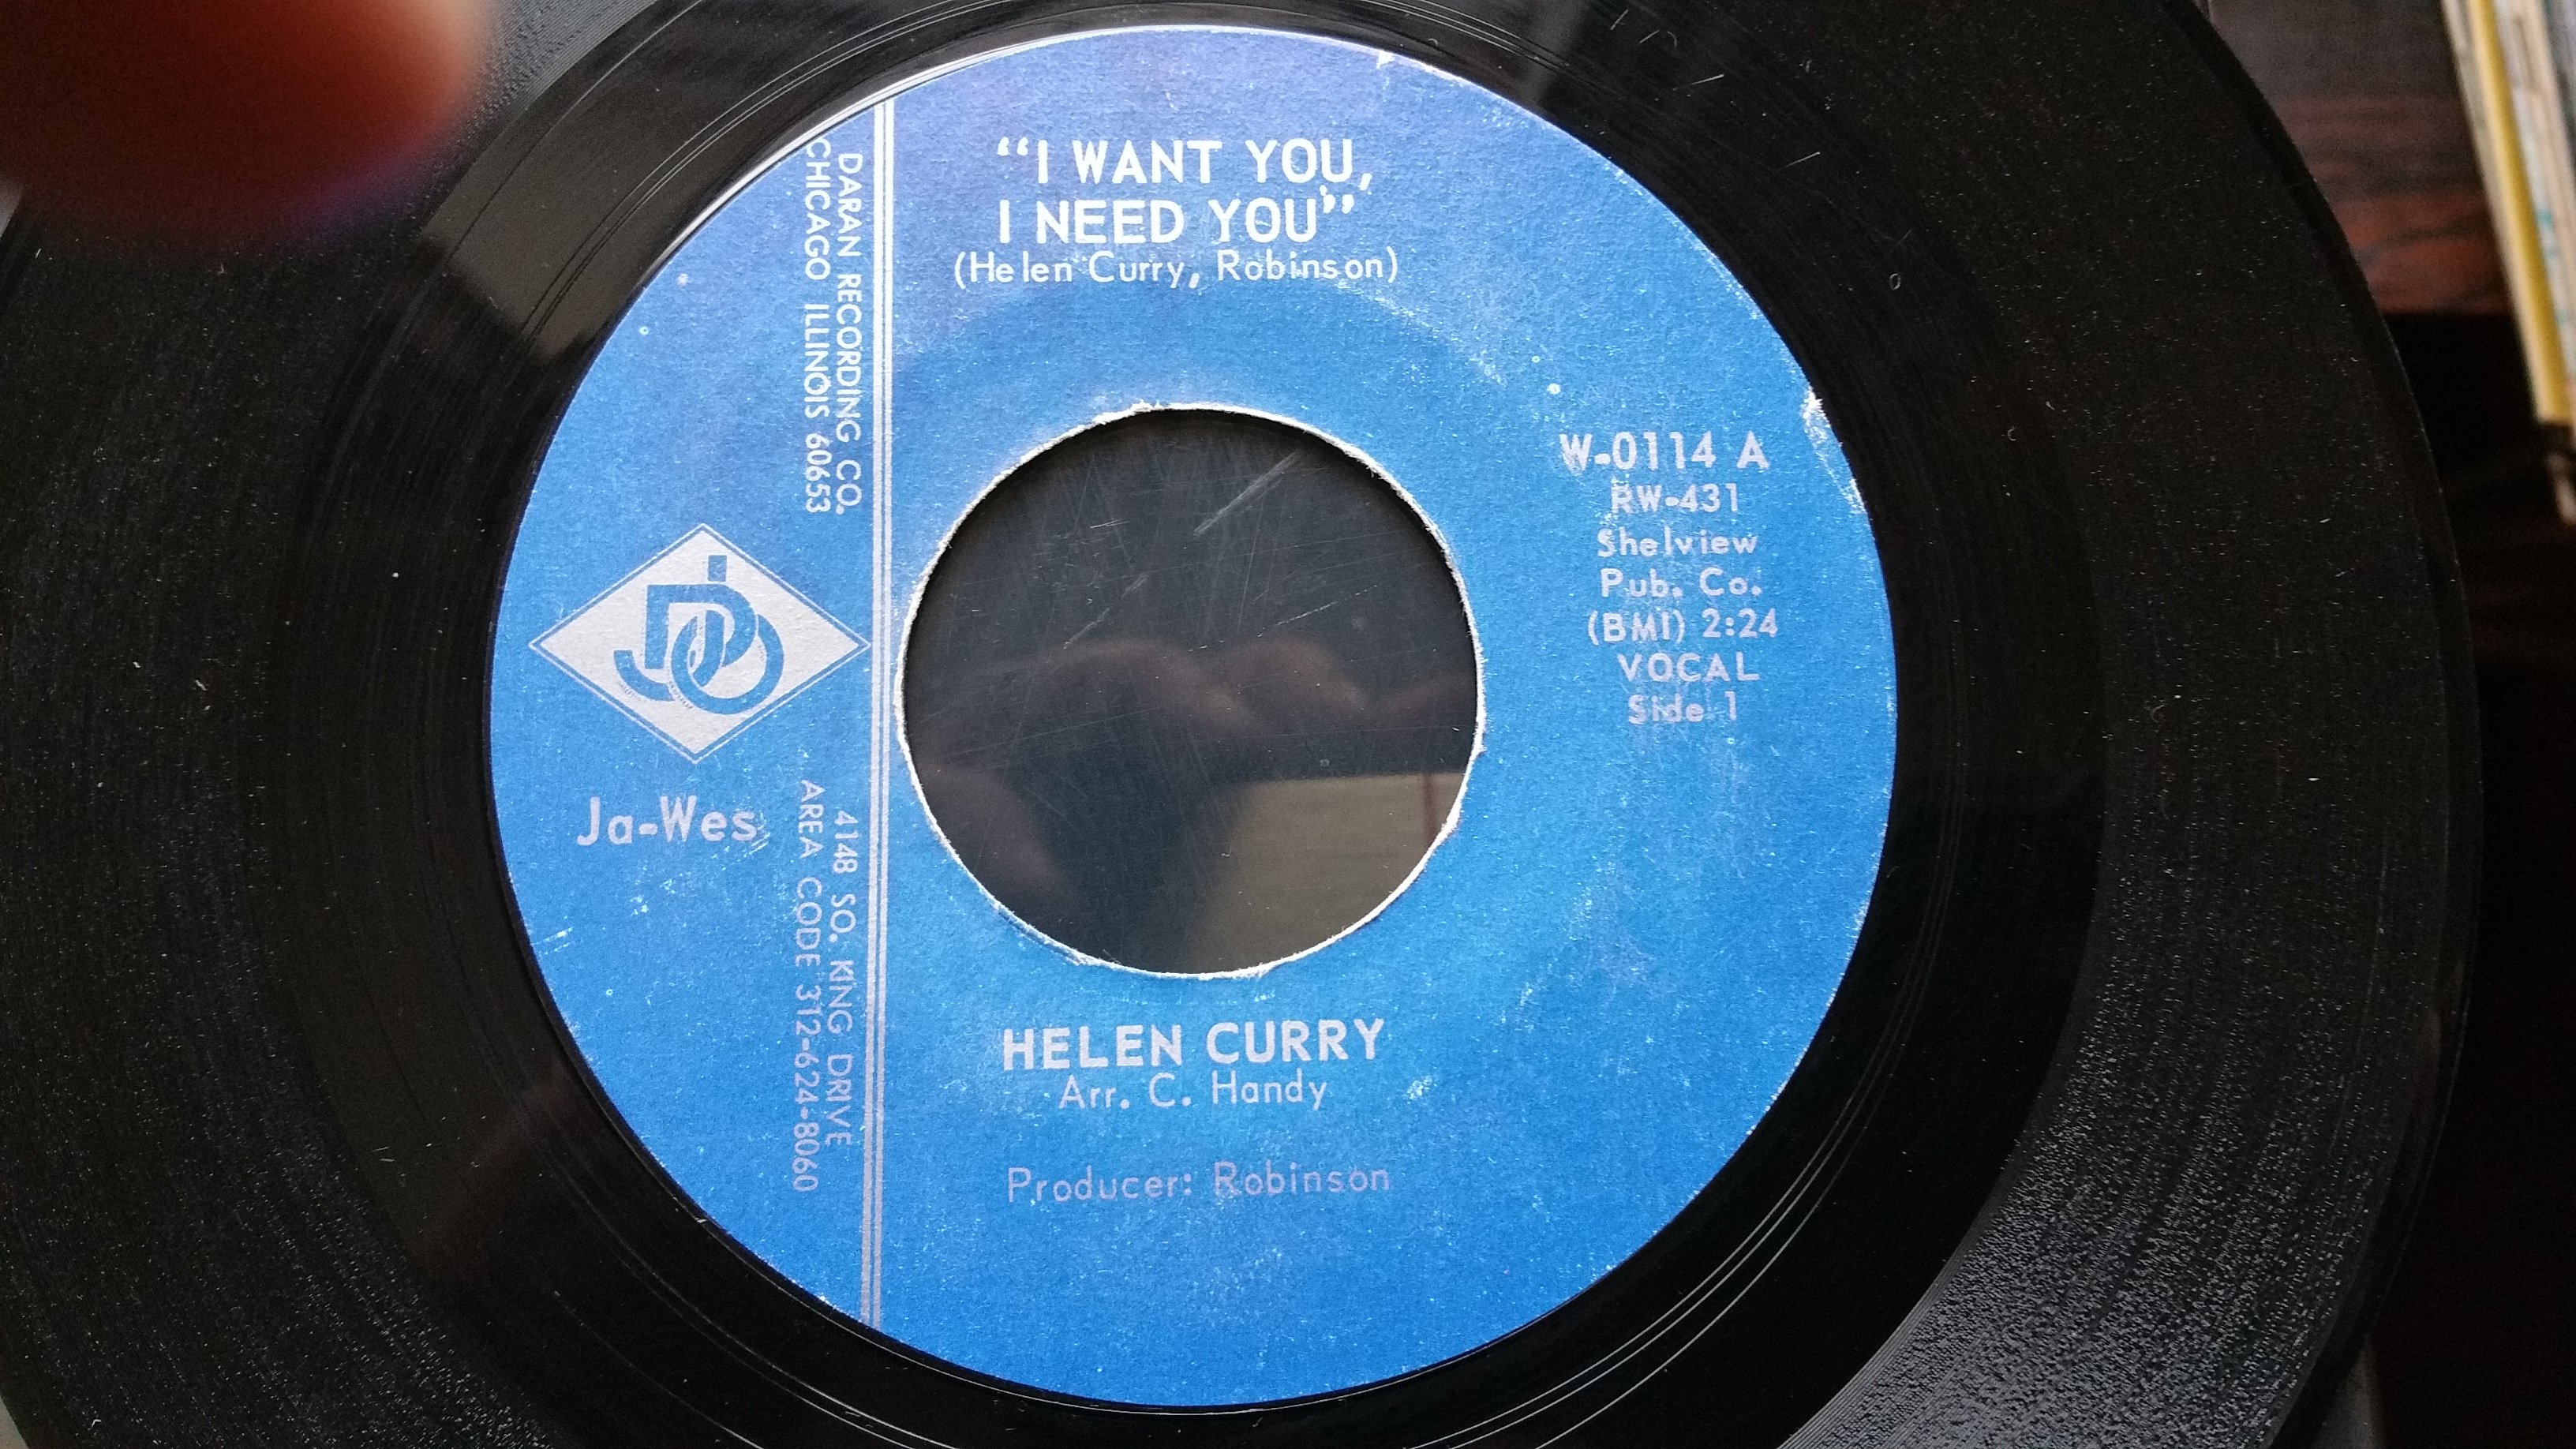 “I WANT YOU,
I NEED YOU”
(Helen Curry, Robinson)
DARAN RECORDING CO.
CHICAGO ILLINOIS 60653
Ja-Wes
4148 SO. KING DRIVE
AREA CODE 312-624-8060
W-0114 A
RW-431
Shelview
Pub. Co.
(BMI) 2:24
VOCAL
Side 1
HELEN CURRY
Arr. C. Handy
Producer: Robinson